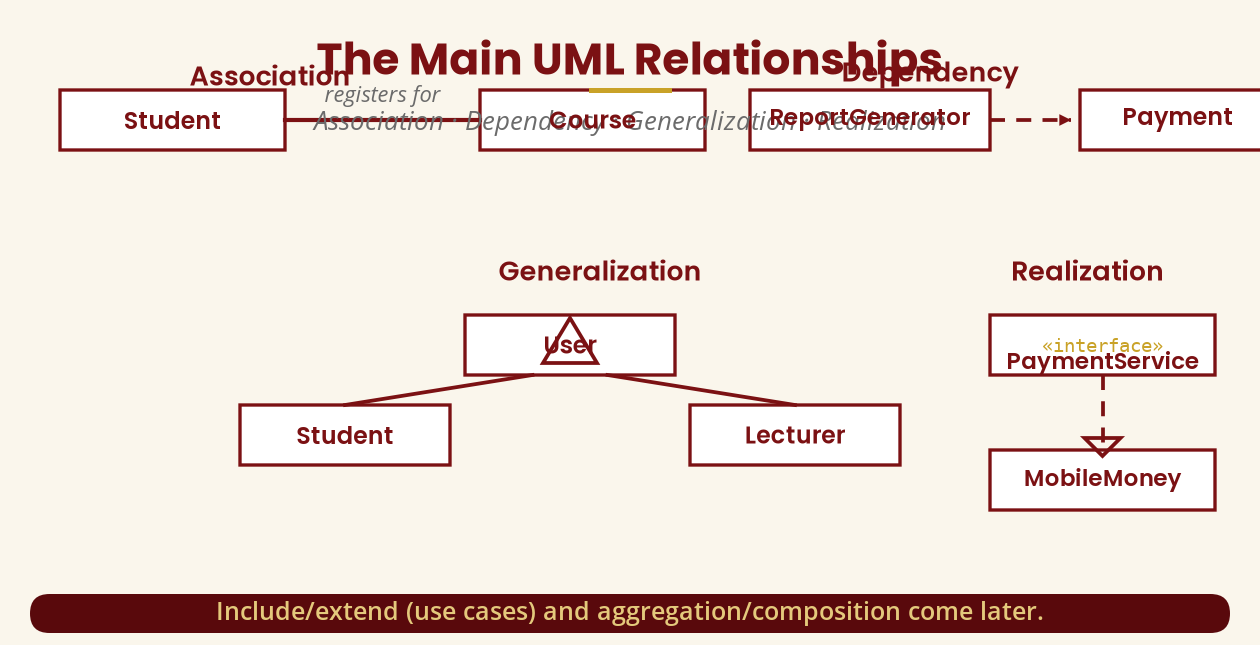 The Main UML Relationships
Association · Dependency · Generalization · Realization
Association
Student
registers for
Course
Dependency
ReportGenerator
Payment
Generalization
User
Student
Lecturer
Realization
«interface»
PaymentService
MobileMoney
Include/extend (use cases) and aggregation/composition come later.